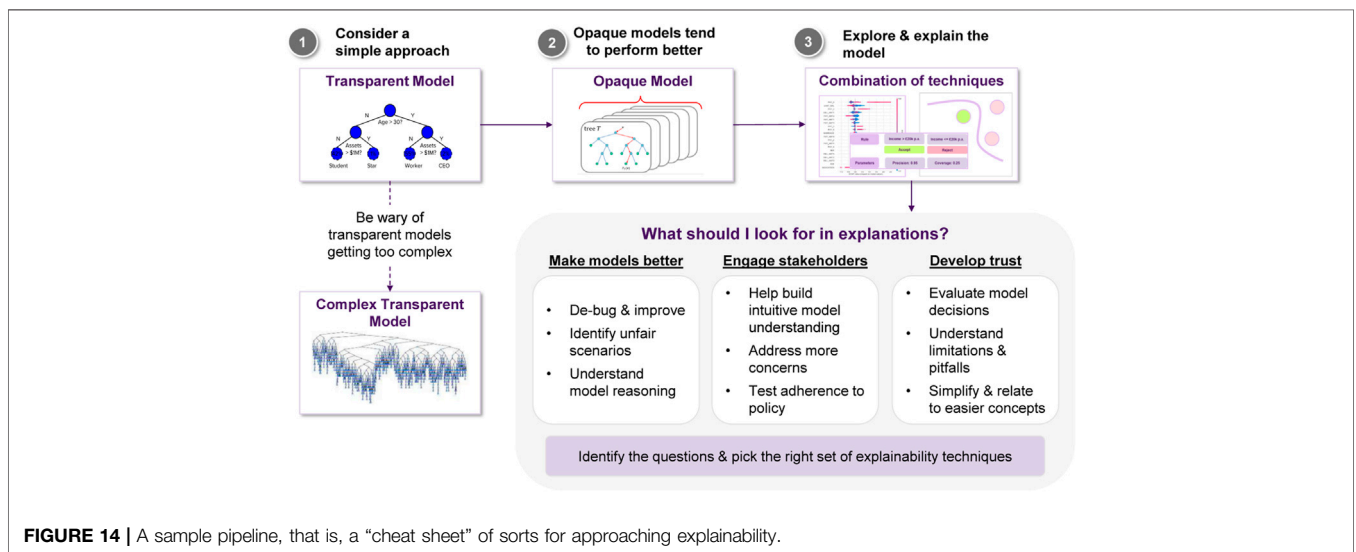 1
Consider a
simple approach
2
Opaque models tend
to perform better
3
Explore & explain the
model
Transparent Model
N
Y
Age > 30?
N
Assets
> $1M?
Y
N
Assets
> $1M?
Y
Student
Star
Worker
CEO
Opaque Model
tree T
Combination of techniques
Rule
Accept
Reject
Parameters
Precision:
Coverage:
Be wary of
transparent models
getting too complex
Complex Transparent
Model
What should I look for in explanations?
Make models better
• De-bug & improve
• Identify unfair
scenarios
• Understand
model reasoning
Engage stakeholders
• Help build
intuitive model
understanding
• Address more
concerns
• Test adherence to
policy
Develop trust
• Evaluate model
decisions
• Understand
limitations &
pitfalls
• Simplify & relate
to easier concepts
Identify the questions & pick the right set of explainability techniques
FIGURE 14 | A sample pipeline, that is, a “cheat sheet” of sorts for approaching explainability.